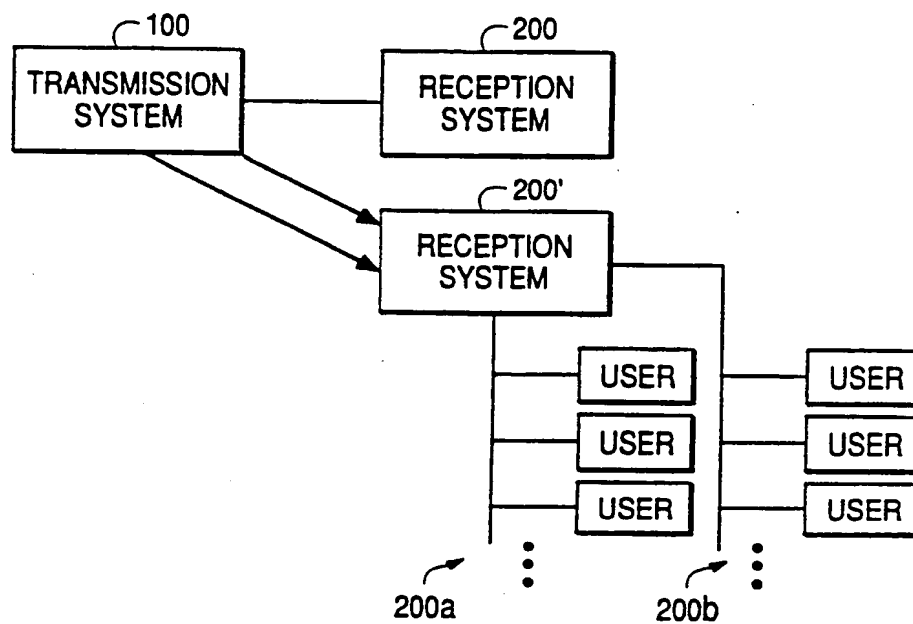 100
TRANSMISSION
SYSTEM
200
RECEPTION
SYSTEM
200'
RECEPTION
SYSTEM
USER
USER
USER
USER
USER
USER
200a
200b